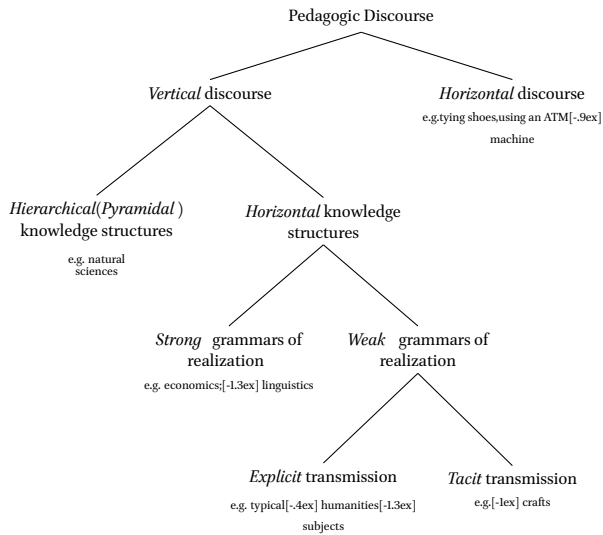 Pedagogic Discourse
Vertical discourse
Horizontal discourse
e.g.tying shoes,using an ATM[-.9ex]
machine
Hierarchical(Pyramidal )
knowledge structures
e.g. natural
sciences
Horizontal knowledge
structures
Strong grammars of
realization
e.g. economics;[-1.3ex] linguistics
Weak grammars of
realization
Explicit transmission
e.g. typical[-.4ex] humanities[-1.3ex]
subjects
Tacit transmission
e.g.[-1ex] crafts